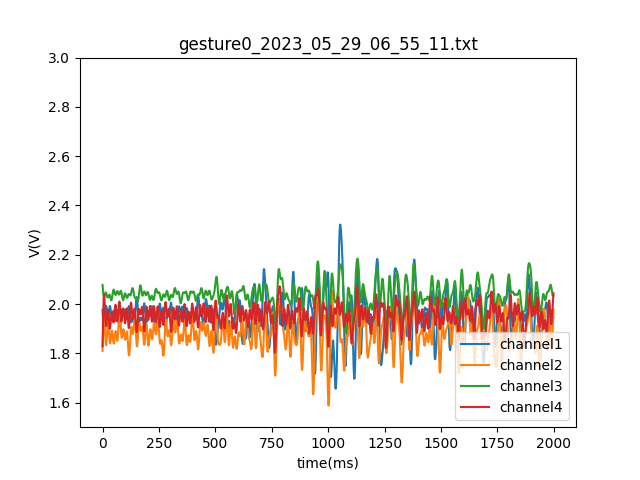 gesture0_2023_05_29_06_55_11.txt
3.0
2.8
2.6
2.4
2.2
2.0
1.8
1.6
V(V)
channel1
channel2
channel3
channel4
0 250 500 750 1000 1250 1500 1750 2000
time(ms)